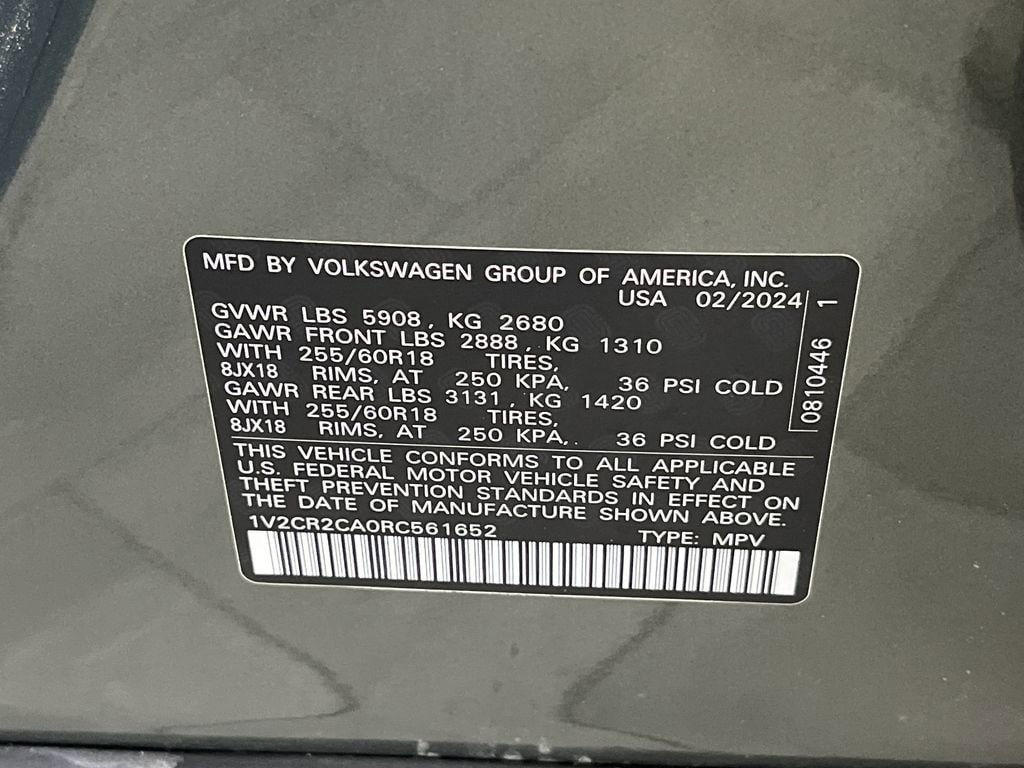 MFD BY VOLKSWAGEN GROUP OF AMERICA, INC.
USA 02/2024
GVWR LBS 5908, KG 2680
GAWR FRONT LBS 2888, KG 1310
WITH 255/60R18 TIRES,
8JX18 RIMS, AT 250 KPA, 36 PSI COLD
GAWR REAR LBS 3131, KG 1420
WITH 255/60R18 TIRES,
8JX18 RIMS, AT 250 KPA,. 36 PSI COLD
0810446 1
THIS VEHICLE CONFORMS TO ALL APPLICABLE
U.S. FEDERAL MOTOR VEHICLE SAFETY AND
THEFT PREVENTION STANDARDS IN EFFECT ON
THE DATE OF MANUFACTURE SHOWN ABOVE.
1V2CR2CA0RC561652 TYPE: MPV